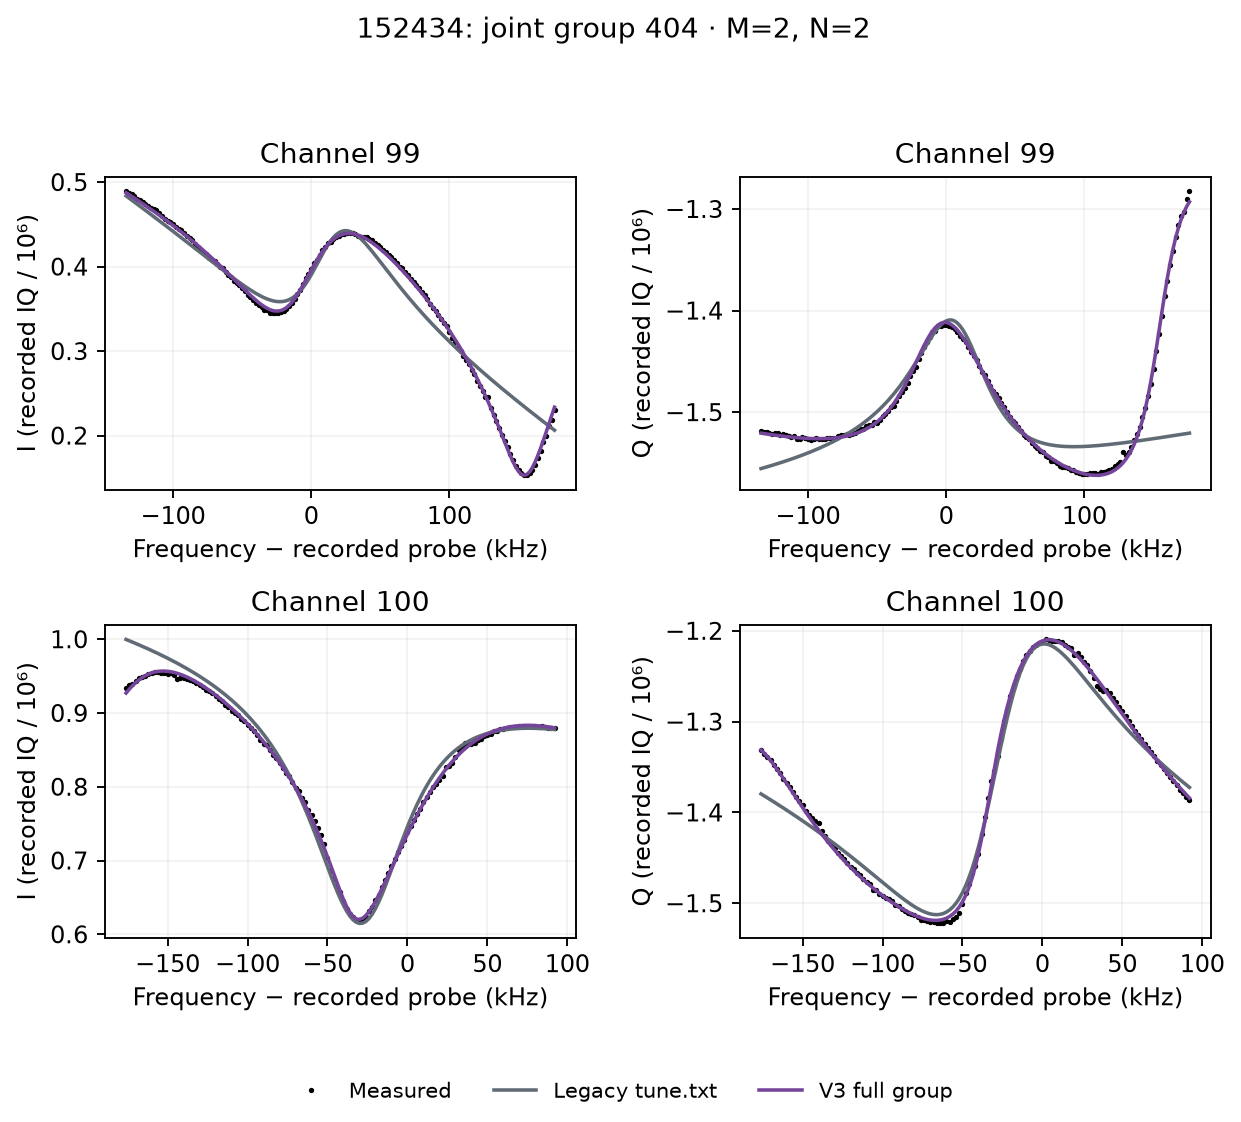 152434: joint group 404 · M=2, N=2
Channel 99
I (recorded IQ / 10⁶)
0.5
0.4
0.3
0.2
−100 0 100
Frequency − recorded probe (kHz)
Channel 99
Q (recorded IQ / 10⁶)
−1.3
−1.4
−1.5
−100 0 100
Frequency − recorded probe (kHz)
Channel 100
I (recorded IQ / 10⁶)
1.0
0.9
0.8
0.7
0.6
−150 −100 −50 0 50 100
Frequency − recorded probe (kHz)
Channel 100
Q (recorded IQ / 10⁶)
−1.2
−1.3
−1.4
−1.5
−150 −100 −50 0 50 100
Frequency − recorded probe (kHz)
Measured Legacy tune.txt V3 full group